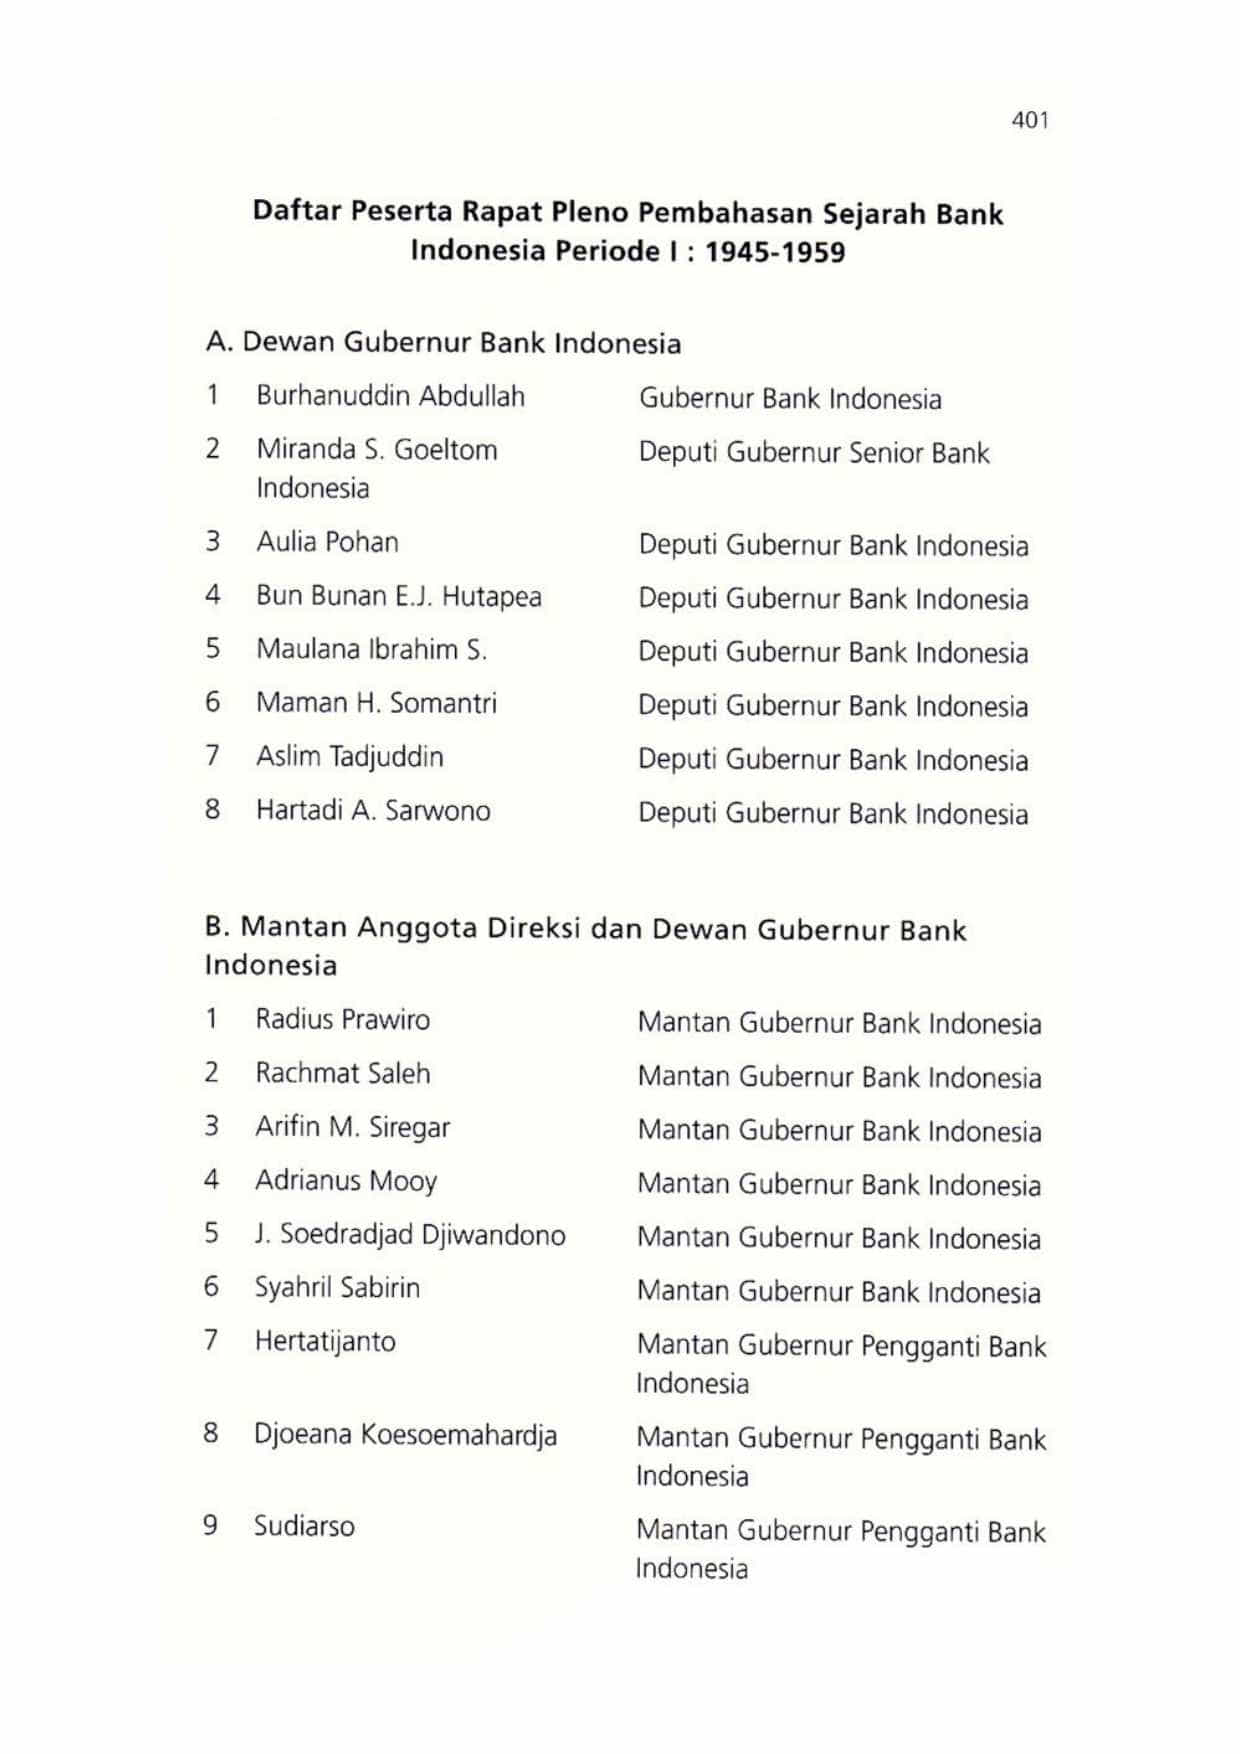 401
Daftar Peserta Rapat Pleno Pembahasan Sejarah Bank
Indonesia Periode I : 1945-1959
A. Dewan Gubernur Bank Indonesia
1 Burhanuddin Abdullah Gubernur Bank Indonesia
2 Miranda S. Goeltom Deputi Gubernur Senior Bank
Indonesia
3 Aulia Pohan Deputi Gubernur Bank Indonesia
4 Bun Bunan E.J. Hutapea Deputi Gubernur Bank Indonesia
5 Maulana Ibrahim S. Deputi Gubernur Bank Indonesia
6 Maman H. Somantri Deputi Gubernur Bank Indonesia
7 Aslim Tadjuddin Deputi Gubernur Bank Indonesia
8 Hartadi A. Sarwono Deputi Gubernur Bank Indonesia
B. Mantan Anggota Direksi dan Dewan Gubernur Bank
Indonesia
1 Radius Prawiro Mantan Gubernur Bank Indonesia
2 Rachmat Saleh Mantan Gubernur Bank Indonesia
3 Arifin M. Siregar Mantan Gubernur Bank Indonesia
4 Adrianus Mooy Mantan Gubernur Bank Indonesia
5 J. Soedradjad Djiwandono Mantan Gubernur Bank Indonesia
6 Syahril Sabirin Mantan Gubernur Bank Indonesia
7 Hertatijanto Mantan Gubernur Pengganti Bank
Indonesia
8 Djoeana Koesoemahardja Mantan Gubernur Pengganti Bank
Indonesia
9 Sudiarso Mantan Gubernur Pengganti Bank
Indonesia